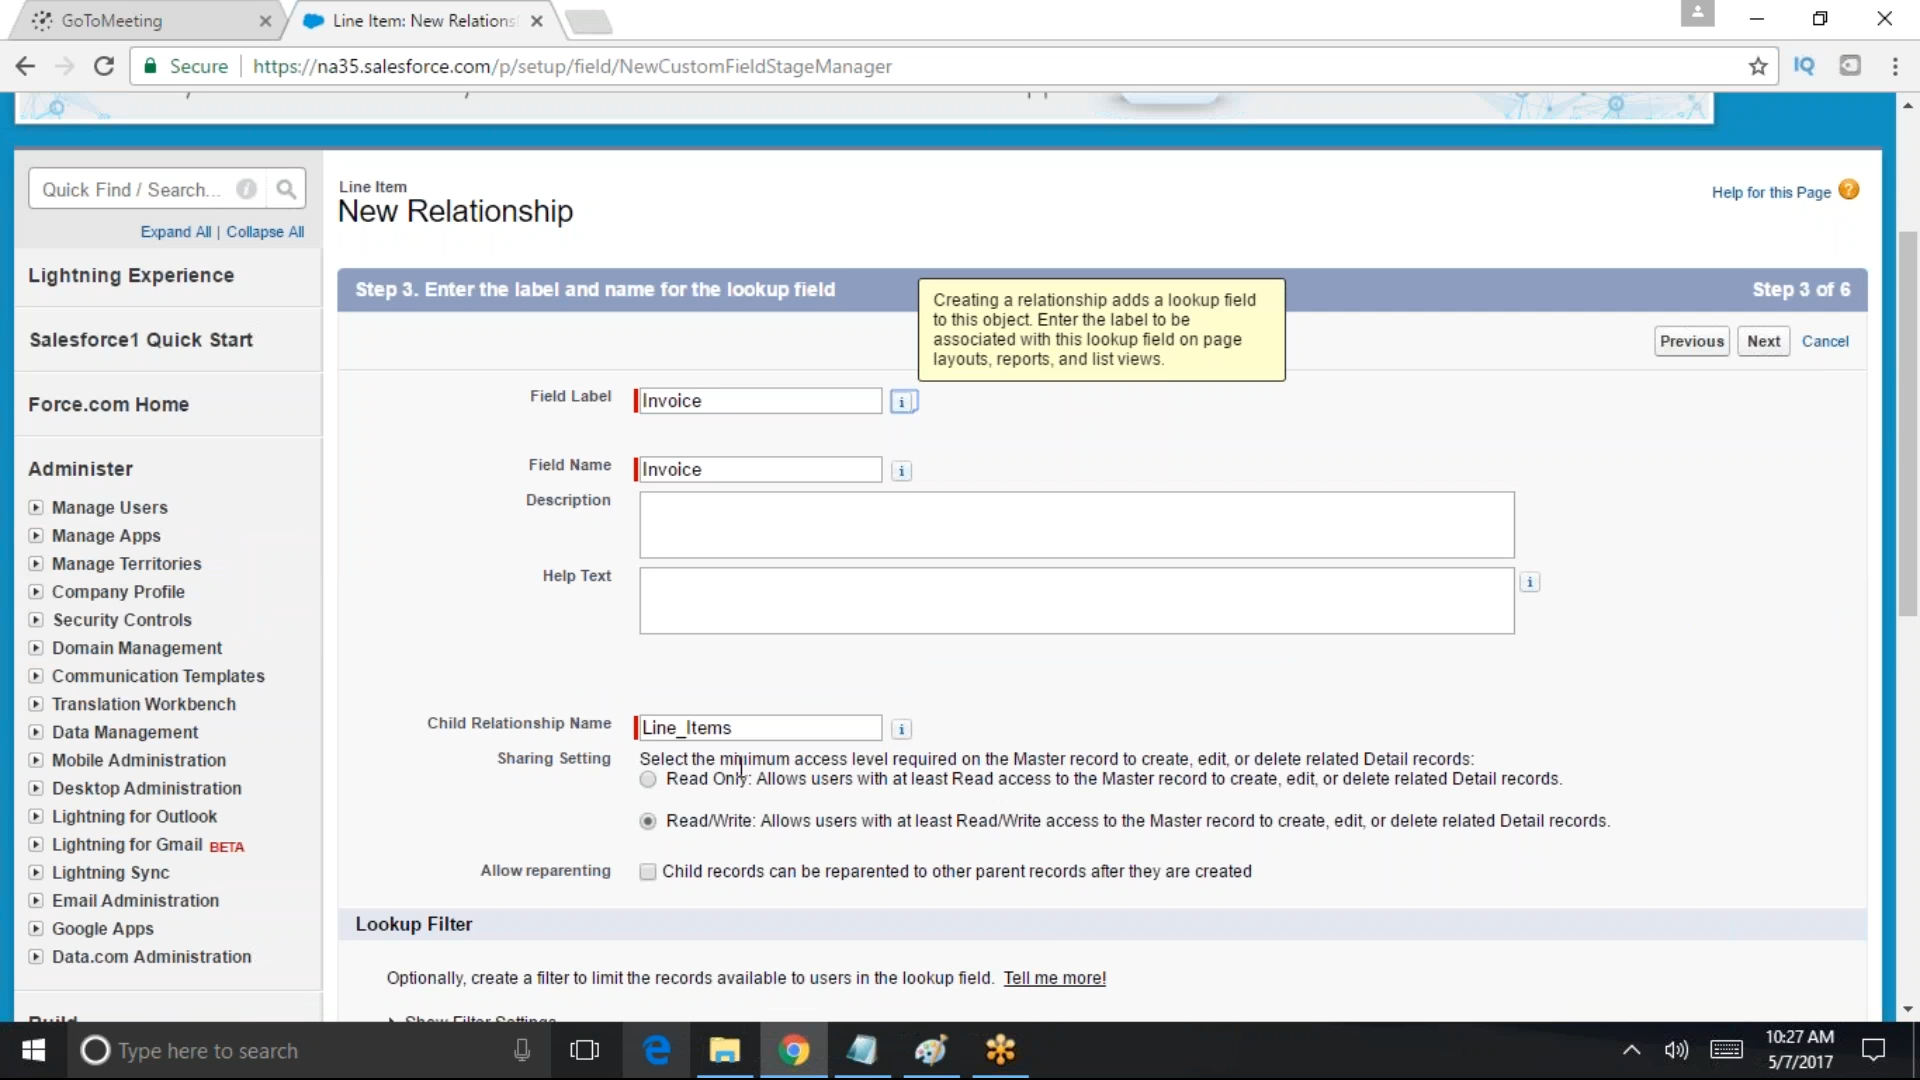 GoToMeeting
Line Item: New Relations
Secure
https://na35.salesforce.com/p/setup/field/NewCustomFieldStageManager
IQ
Quick Find / Search...
Expand All | Collapse All
Lightning Experience
Salesforce1 Quick Start
Force.com Home
Administer
Manage Users
Manage Apps
Manage Territories
Company Profile
Security Controls
Domain Management
Communication Templates
Translation Workbench
Data Management
Mobile Administration
Desktop Administration
Lightning for Outlook
Lightning for Gmail BETA
Lightning Sync
Email Administration
Google Apps
Data.com Administration
Build
Line Item
New Relationship
Help for this Page
Step 3. Enter the label and name for the lookup field
Step 3 of 6
Creating a relationship adds a lookup field
to this object. Enter the label to be
associated with this lookup field on page
layouts, reports, and list views.
Previous Next Cancel
Field Label Invoice
Field Name Invoice
Description
Help Text
Child Relationship Name Line_Items
Sharing Setting Select the minimum access level required on the Master record to create, edit, or delete related Detail records:
Read Only: Allows users with at least Read access to the Master record to create, edit, or delete related Detail records.
Read/Write: Allows users with at least Read/Write access to the Master record to create, edit, or delete related Detail records.
Allow reparenting Child records can be reparented to other parent records after they are created
Lookup Filter
Optionally, create a filter to limit the records available to users in the lookup field. Tell me more!
Show Filter Settings
Type here to search
10:27 AM
5/7/2017